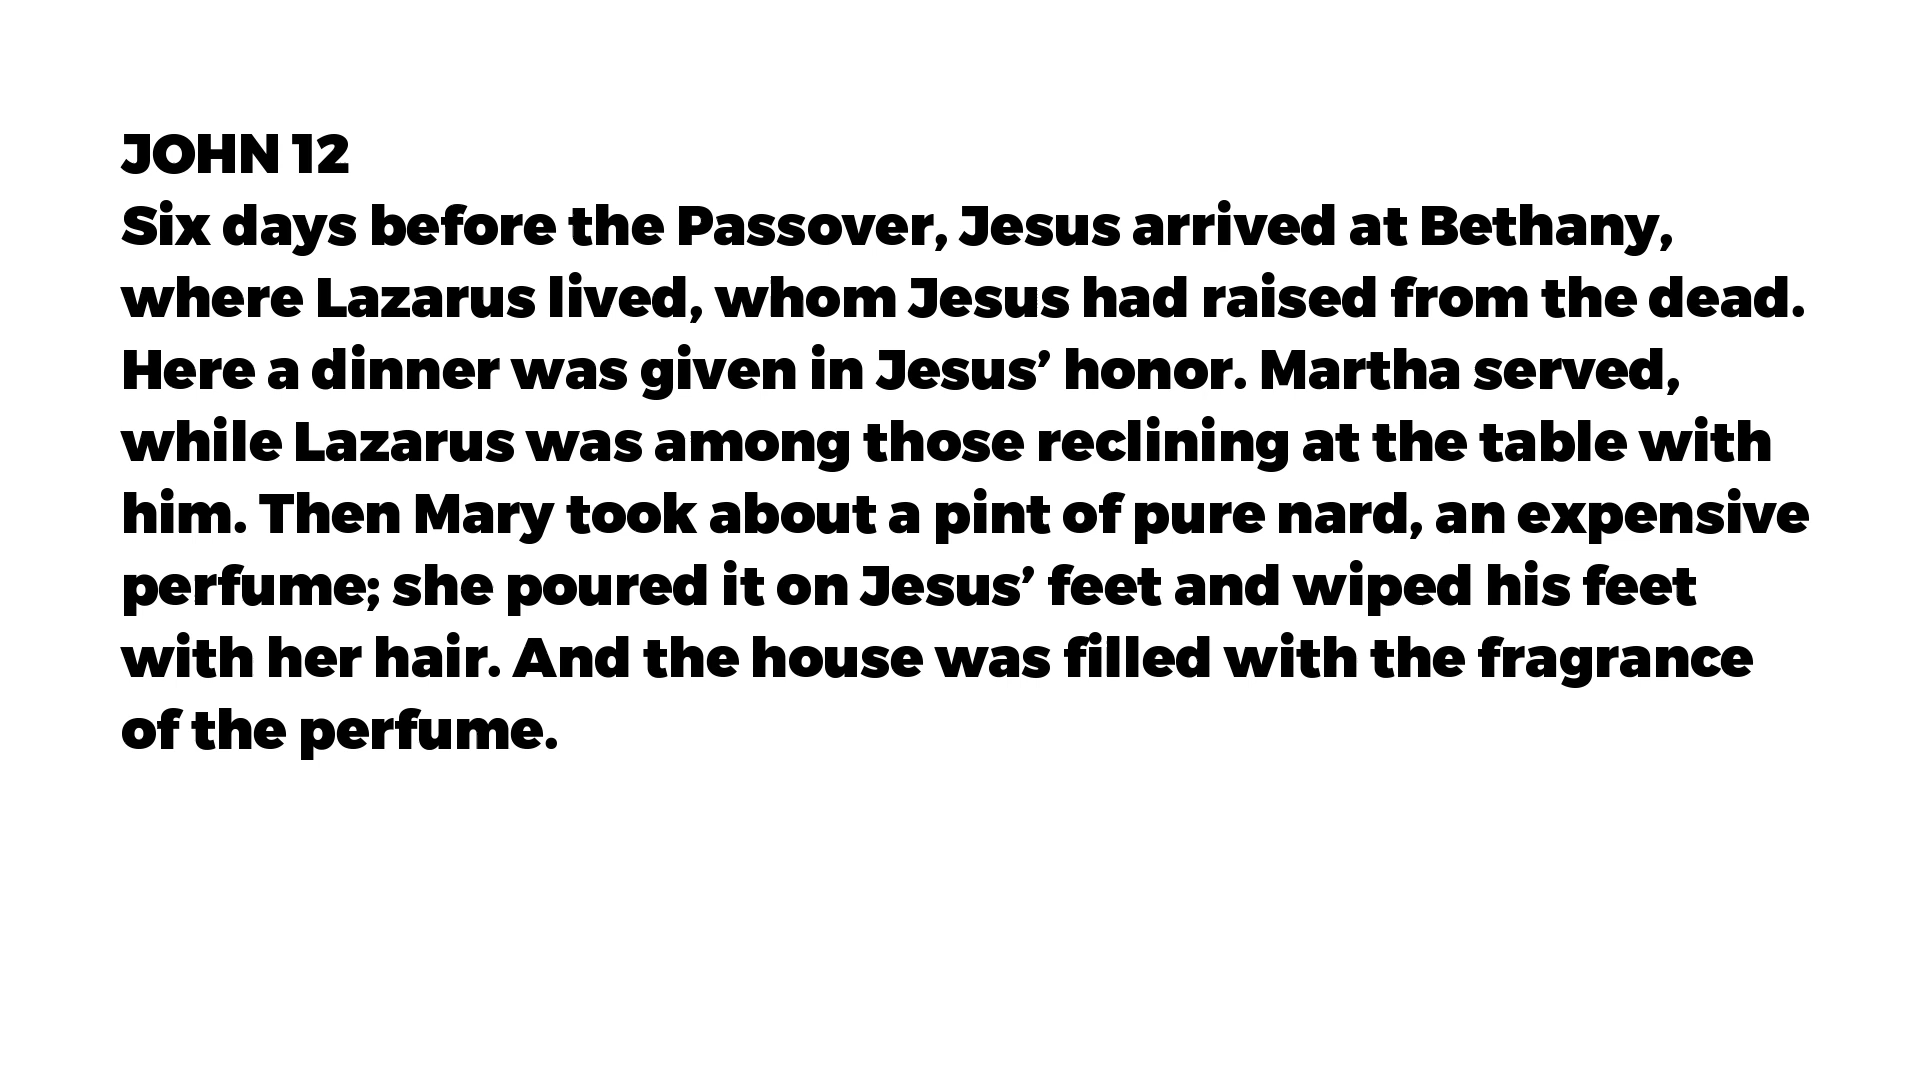 JOHN 12
Six days before the Passover, Jesus arrived at Bethany,
where Lazarus lived, whom Jesus had raised from the dead.
Here a dinner was given in Jesus’ honor. Martha served,
while Lazarus was among those reclining at the table with
him. Then Mary took about a pint of pure nard, an expensive
perfume; she poured it on Jesus’ feet and wiped his feet
with her hair. And the house was filled with the fragrance
of the perfume.